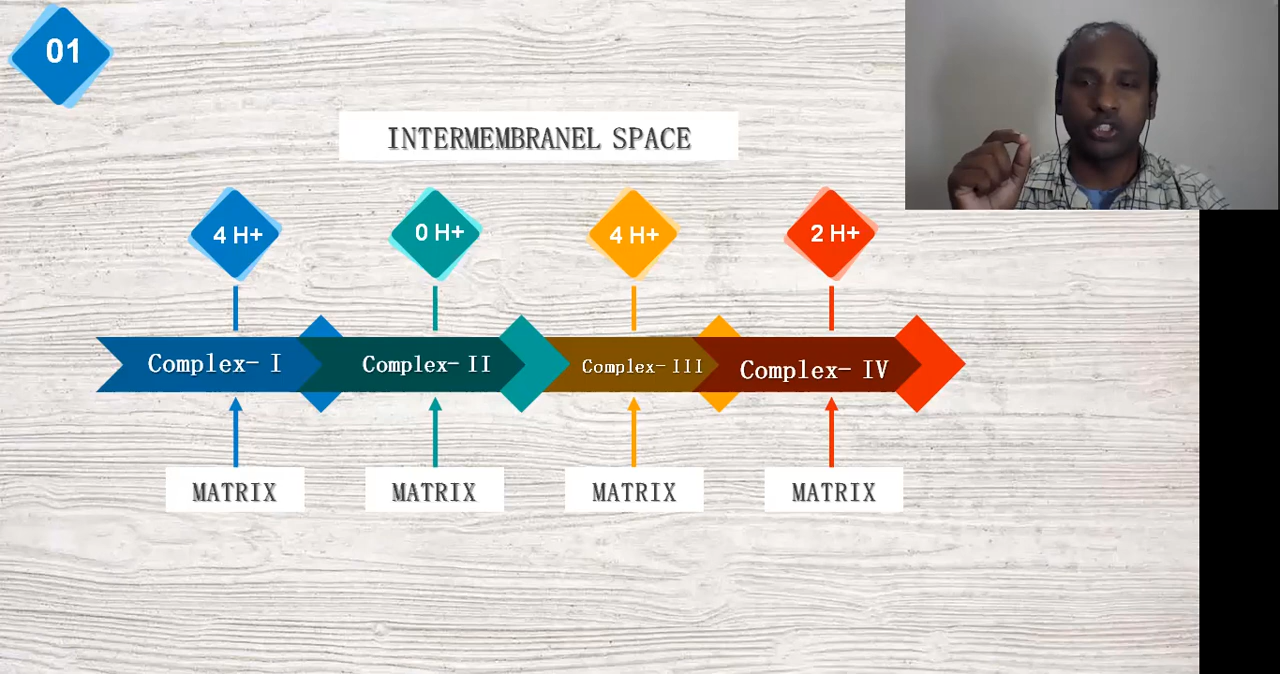 01
INTERMEMBRANEL SPACE
4 H+
0 H+
4 H+
2 H+
Complex- I
Complex- II
Complex-III
Complex- IV
MATRIX
MATRIX
MATRIX
MATRIX